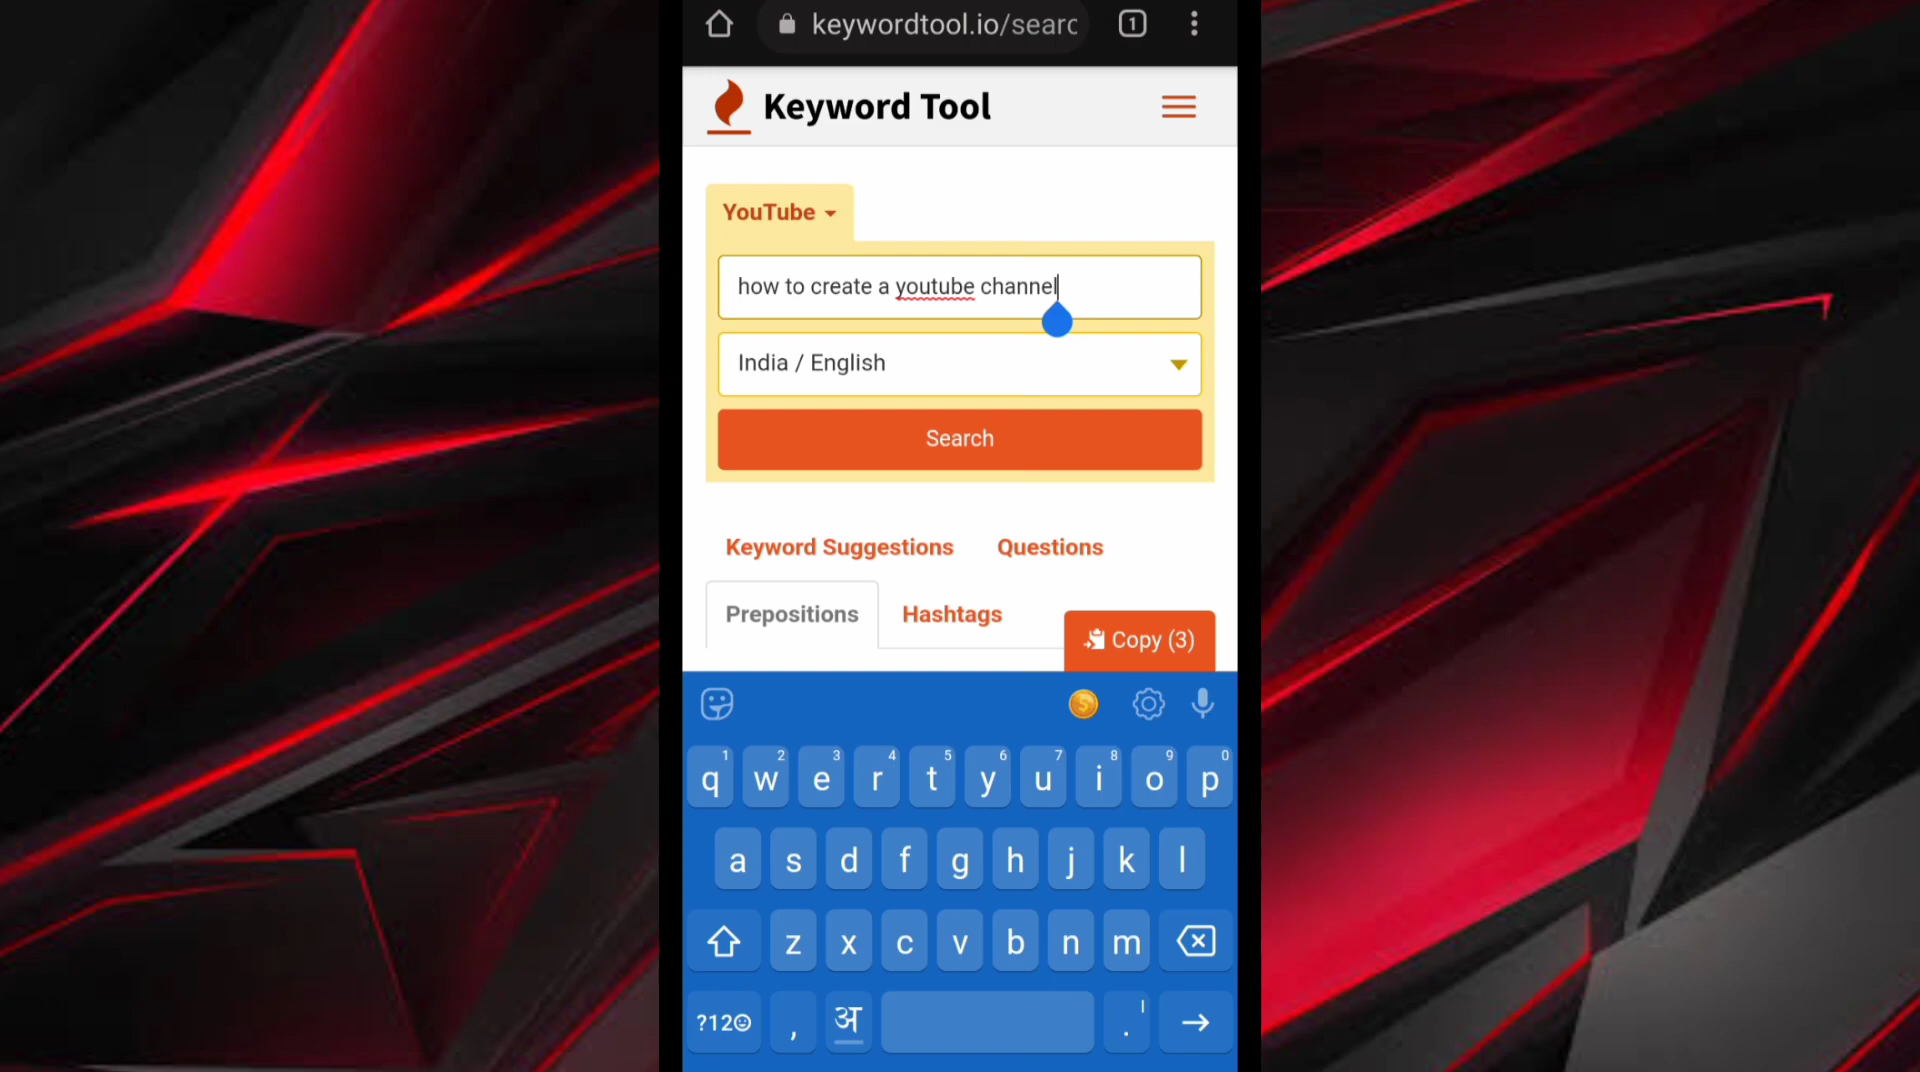 keywordtool.io/searc
1
Keyword Tool
YouTube
how to create a youtube channel
India / English
Search
Keyword Suggestions Questions
Prepositions Hashtags
Copy (3)
1 2 3 4 5 6 7 8 9 0
q w e r t y u i o p
a s d f g h j k l
z x c v b n m
?12 , अ . |